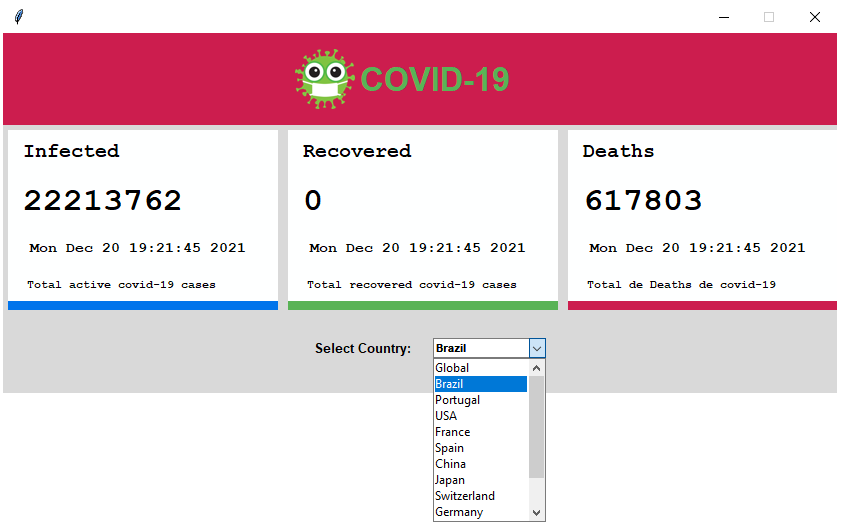 COVID-19
Infected
22213762
Mon Dec 20 19:21:45 2021
Total active covid-19 cases
Recovered
0
Mon Dec 20 19:21:45 2021
Total recovered covid-19 cases
Deaths
617803
Mon Dec 20 19:21:45 2021
Total de Deaths de covid-19
Select Country: Brazil
Global
Brazil
Portugal
USA
France
Spain
China
Japan
Switzerland
Germany